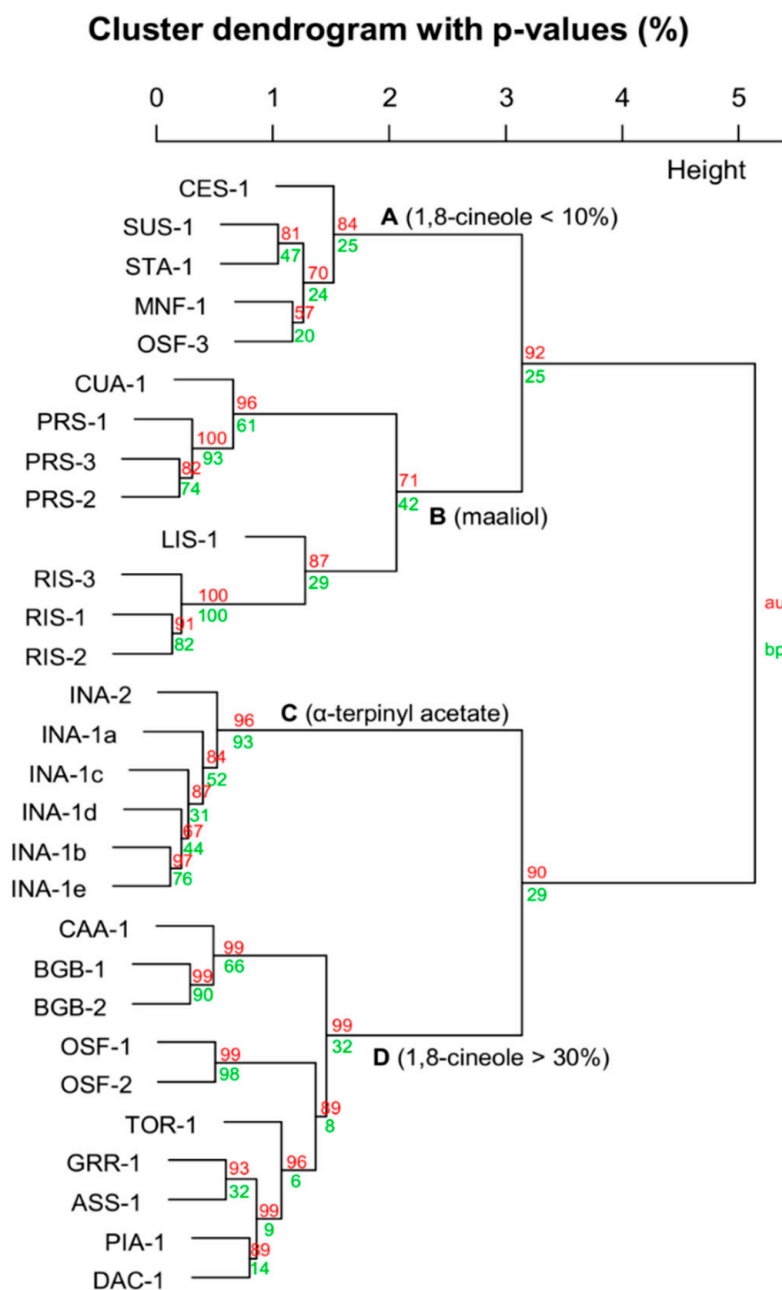 Cluster dendrogram with p-values (%)
0 1 2 3 4 5
Height
CES-1
84
A (1,8-cineole < 10%)
25
SUS-1
81
47
STA-1
70
24
MNF-1
57
20
OSF-3
92
25
CUA-1
96
61
PRS-1
100
93
PRS-3
82
74
PRS-2
71
42
B (maaliol)
LIS-1
87
29
RIS-3
100
100
RIS-1
91
82
RIS-2
au
bp
INA-2
96
93
C (α-terpinyl acetate)
INA-1a
84
52
INA-1c
87
31
INA-1d
67
44
INA-1b
97
76
INA-1e
90
29
CAA-1
99
66
BGB-1
99
90
BGB-2
99
32
D (1,8-cineole > 30%)
OSF-1
99
98
OSF-2
89
8
TOR-1
96
6
GRR-1
93
32
ASS-1
99
9
PIA-1
89
14
DAC-1